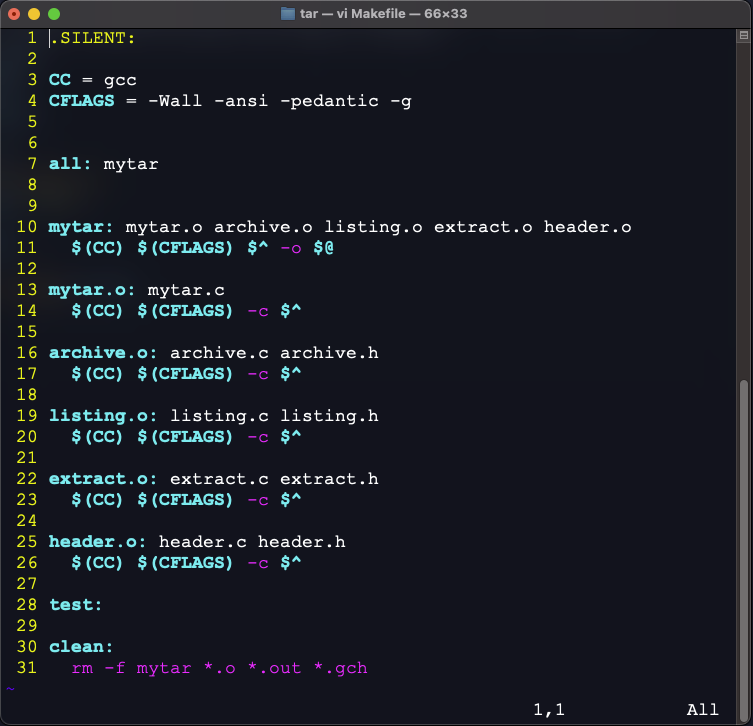 tar — vi Makefile — 66×33
1 .SILENT:
2
3 CC = gcc
4 CFLAGS = -Wall -ansi -pedantic -g
5
6
7 all: mytar
8
9
10 mytar: mytar.o archive.o listing.o extract.o header.o
11   $(CC) $(CFLAGS) $^ -o $@
12
13 mytar.o: mytar.c
14   $(CC) $(CFLAGS) -c $^
15
16 archive.o: archive.c archive.h
17   $(CC) $(CFLAGS) -c $^
18
19 listing.o: listing.c listing.h
20   $(CC) $(CFLAGS) -c $^
21
22 extract.o: extract.c extract.h
23   $(CC) $(CFLAGS) -c $^
24
25 header.o: header.c header.h
26   $(CC) $(CFLAGS) -c $^
27
28 test:
29
30 clean:
31   rm -f mytar *.o *.out *.gch
~
1,1 All